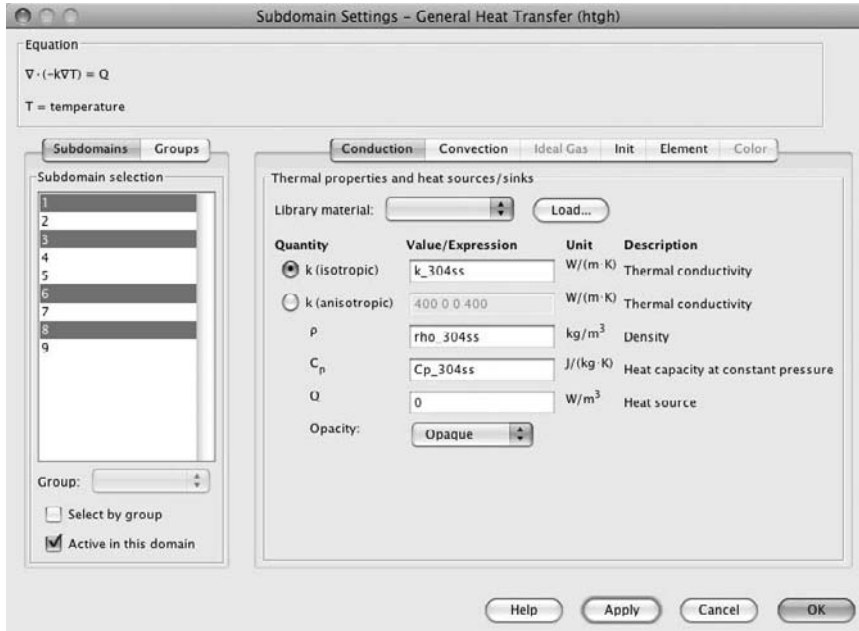 Subdomain Settings – General Heat Transfer (htgh)
Equation
∇·(-k∇T) = Q
T = temperature
Subdomains Groups
Subdomain selection
1
2
3
4
5
6
7
8
9
Group:
Select by group
Active in this domain
Conduction Convection Ideal Gas Init Element Color
Thermal properties and heat sources/sinks
Library material: Load...
Quantity Value/Expression Unit Description
k (isotropic) k_304ss W/(m·K) Thermal conductivity
k (anisotropic) 400 0 0 400 W/(m·K) Thermal conductivity
ρ rho_304ss kg/m³ Density
Cₚ Cp_304ss J/(kg·K) Heat capacity at constant pressure
Q 0 W/m³ Heat source
Opacity: Opaque
Help Apply Cancel OK